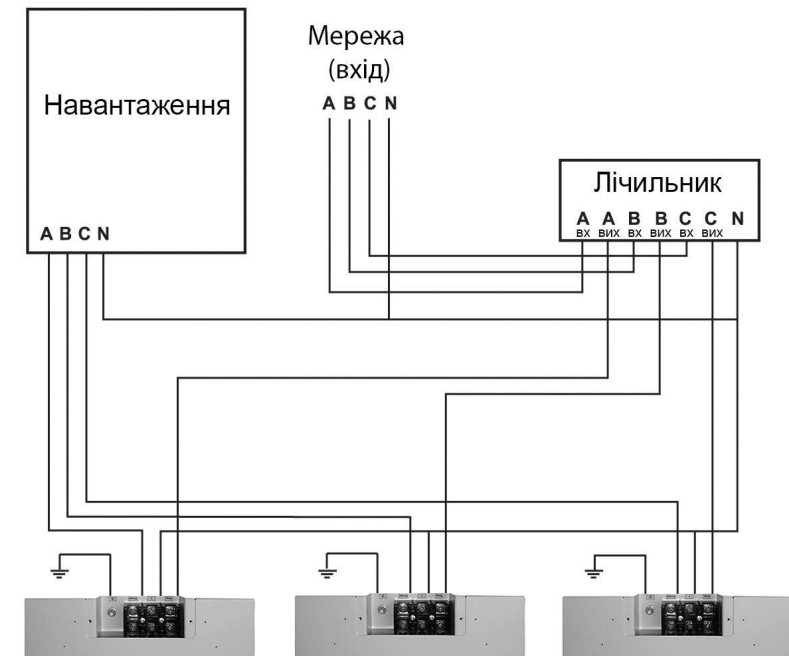 Навантаження
A B C N
Мережа
(вхід)
A B C N
Лічильник
A A B B C C N
ВХ ВИХ ВХ ВИХ ВХ ВИХ